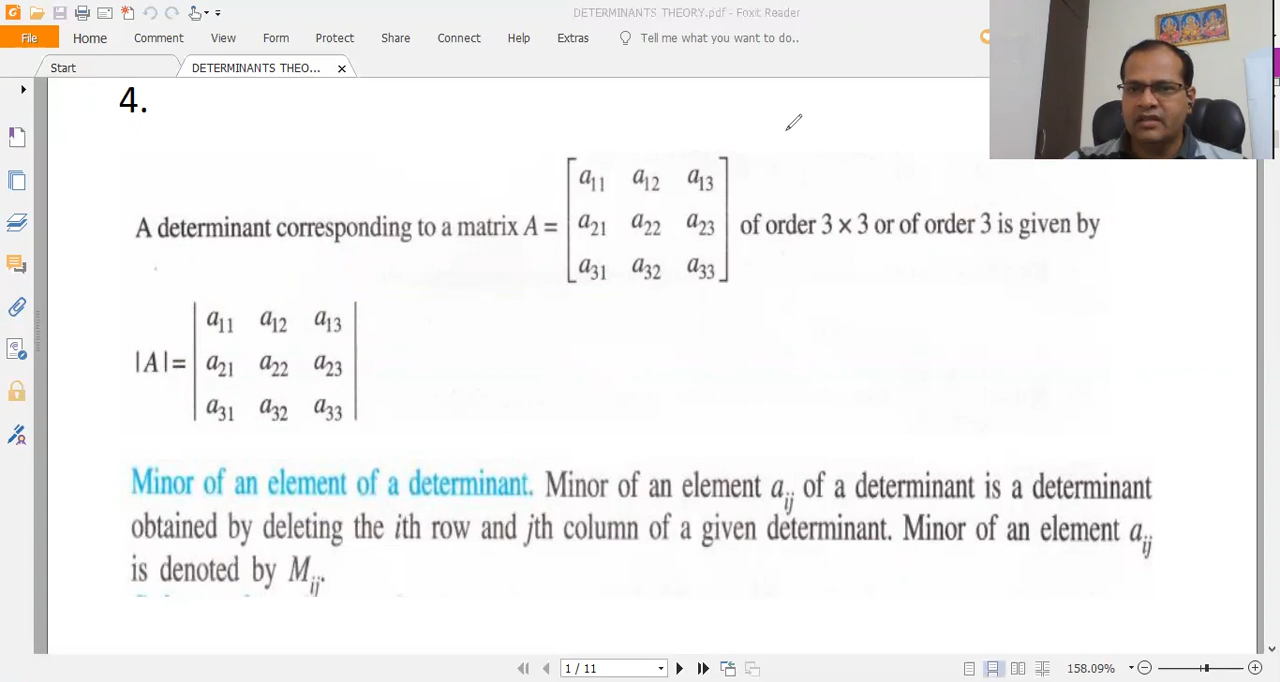 DETERMINANTS THEORY.pdf - Foxit Reader
File Home Comment View Form Protect Share Connect Help Extras Tell me what you want to do..
Start DETERMINANTS THEO...
4.
A determinant corresponding to a matrix A = [a11 a12 a13
a21 a22 a23
a31 a32 a33] of order 3 × 3 or of order 3 is given by
|A| = |a11 a12 a13
a21 a22 a23
a31 a32 a33|
Minor of an element of a determinant. Minor of an element aij of a determinant is a determinant
obtained by deleting the ith row and jth column of a given determinant. Minor of an element aij
is denoted by Mij.
1 / 11 158.09%